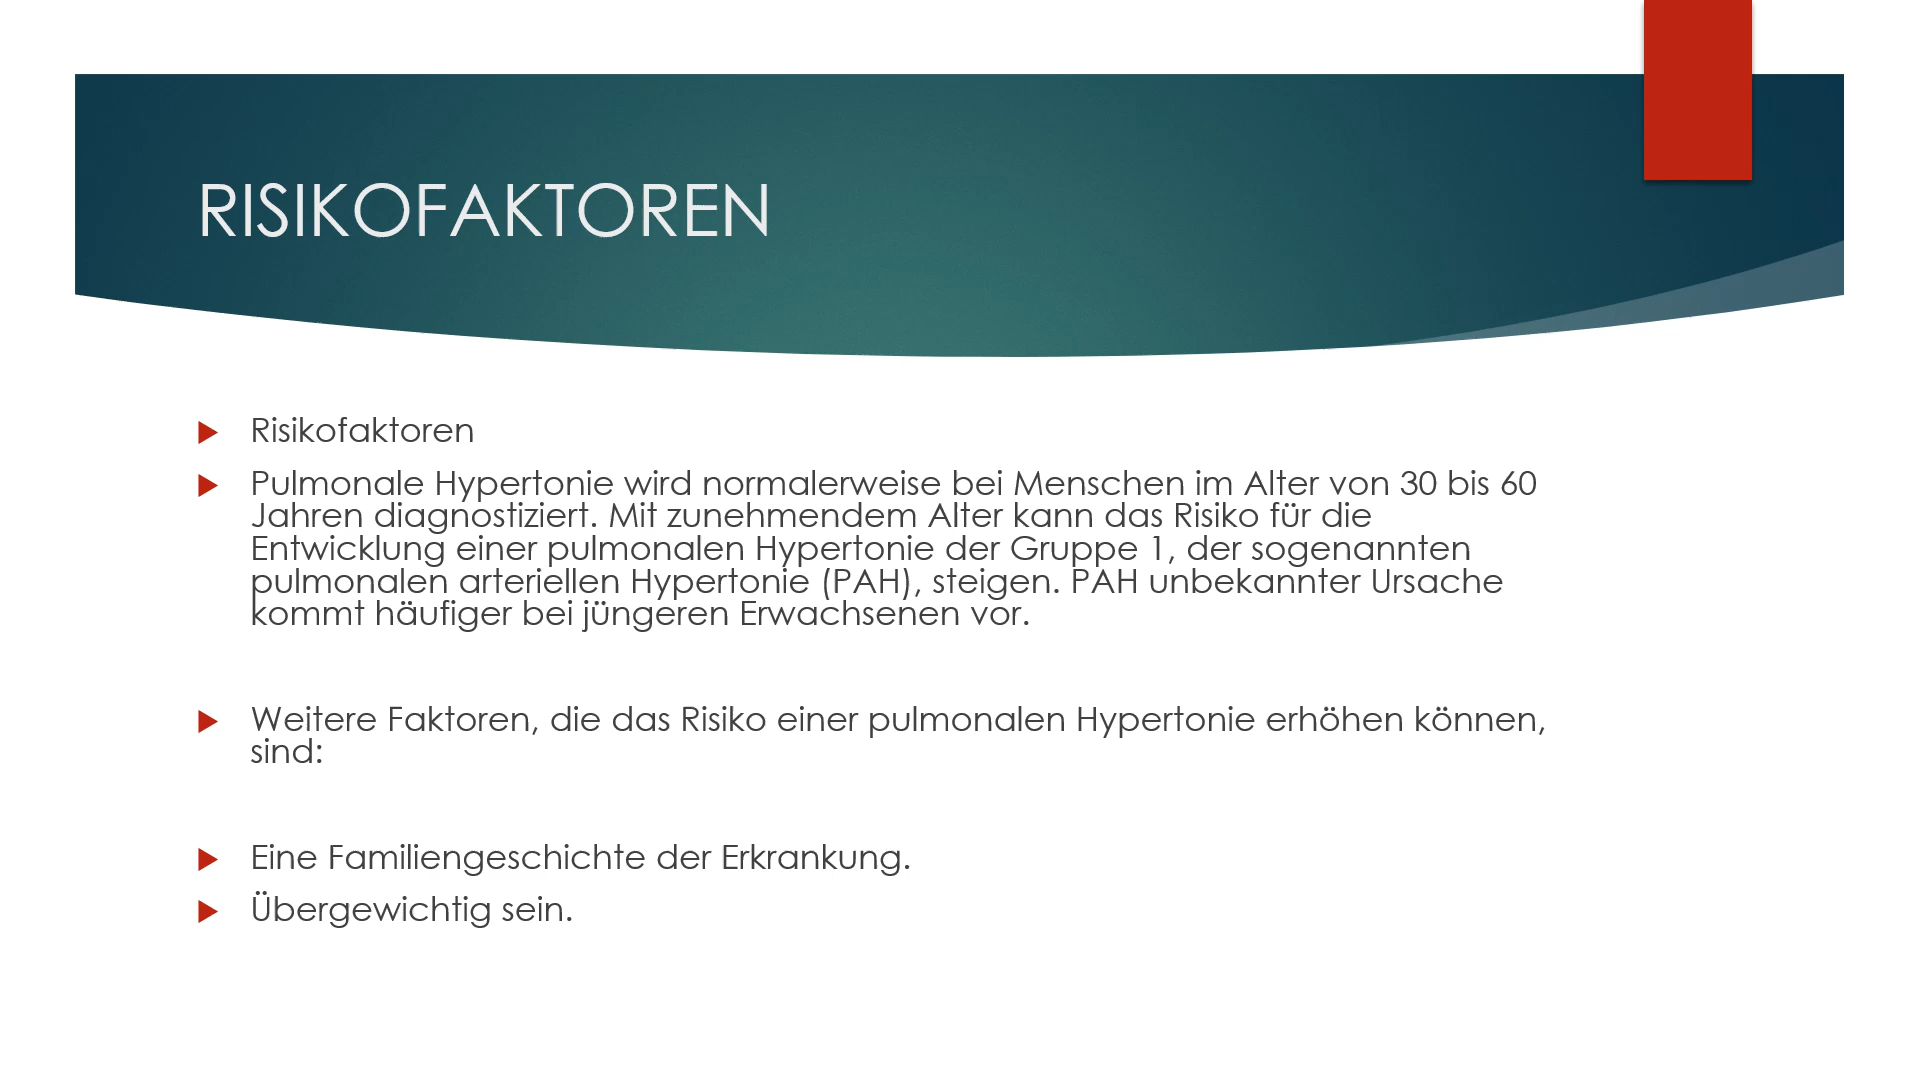 RISIKOFAKTOREN
Risikofaktoren
Pulmonale Hypertonie wird normalerweise bei Menschen im Alter von 30 bis 60
Jahren diagnostiziert. Mit zunehmendem Alter kann das Risiko für die
Entwicklung einer pulmonalen Hypertonie der Gruppe 1, der sogenannten
pulmonalen arteriellen Hypertonie (PAH), steigen. PAH unbekannter Ursache
kommt häufiger bei jüngeren Erwachsenen vor.
Weitere Faktoren, die das Risiko einer pulmonalen Hypertonie erhöhen können,
sind:
Eine Familiengeschichte der Erkrankung.
Übergewichtig sein.